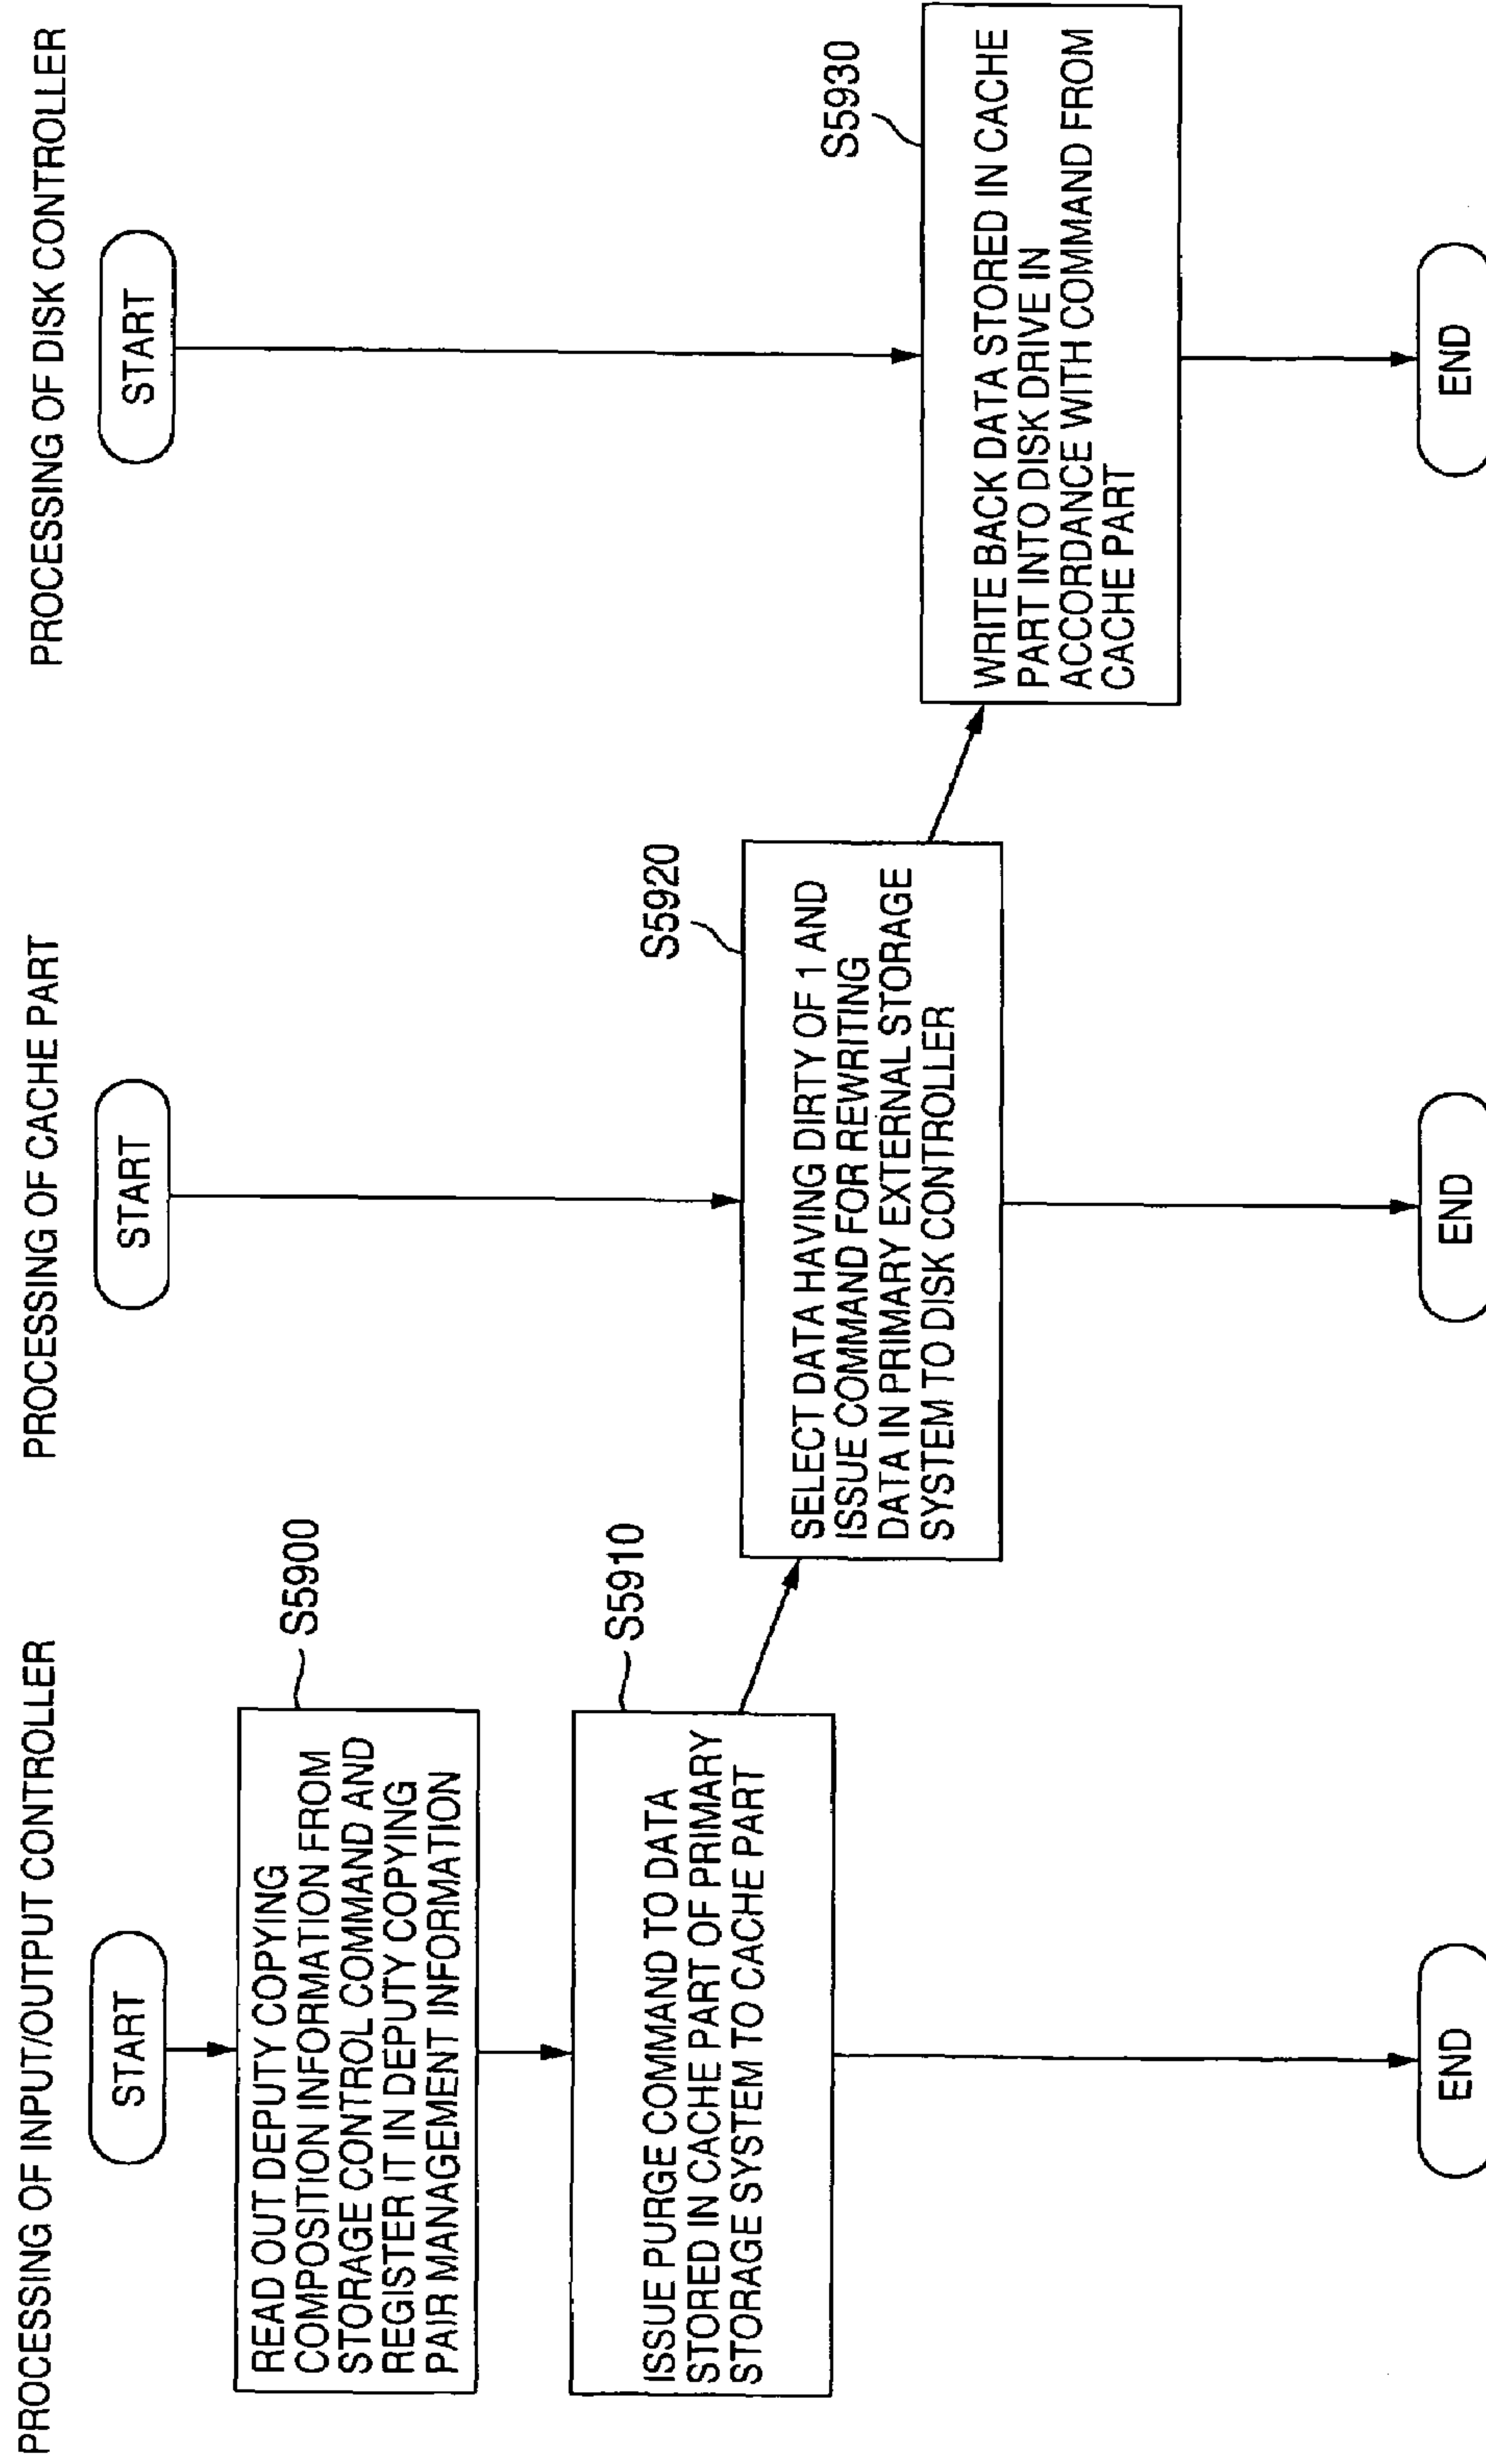 PROCESSING OF INPUT/OUTPUT CONTROLLER
START
S5900
READ OUT DEPUTY COPYING
COMPOSITION INFORMATION FROM
STORAGE CONTROL COMMAND AND
REGISTER IT IN DEPUTY COPYING
PAIR MANAGEMENT INFORMATION
S5910
ISSUE PURGE COMMAND TO DATA
STORED IN CACHE PART OF PRIMARY
STORAGE SYSTEM TO CACHE PART
END
PROCESSING OF CACHE PART
START
S5920
SELECT DATA HAVING DIRTY OF 1 AND
ISSUE COMMAND FOR REWRITING
DATA IN PRIMARY EXTERNAL STORAGE
SYSTEM TO DISK CONTROLLER
END
PROCESSING OF DISK CONTROLLER
START
S5930
WRITE BACK DATA STORED IN CACHE
PART INTO DISK DRIVE IN
ACCORDANCE WITH COMMAND FROM
CACHE PART
END